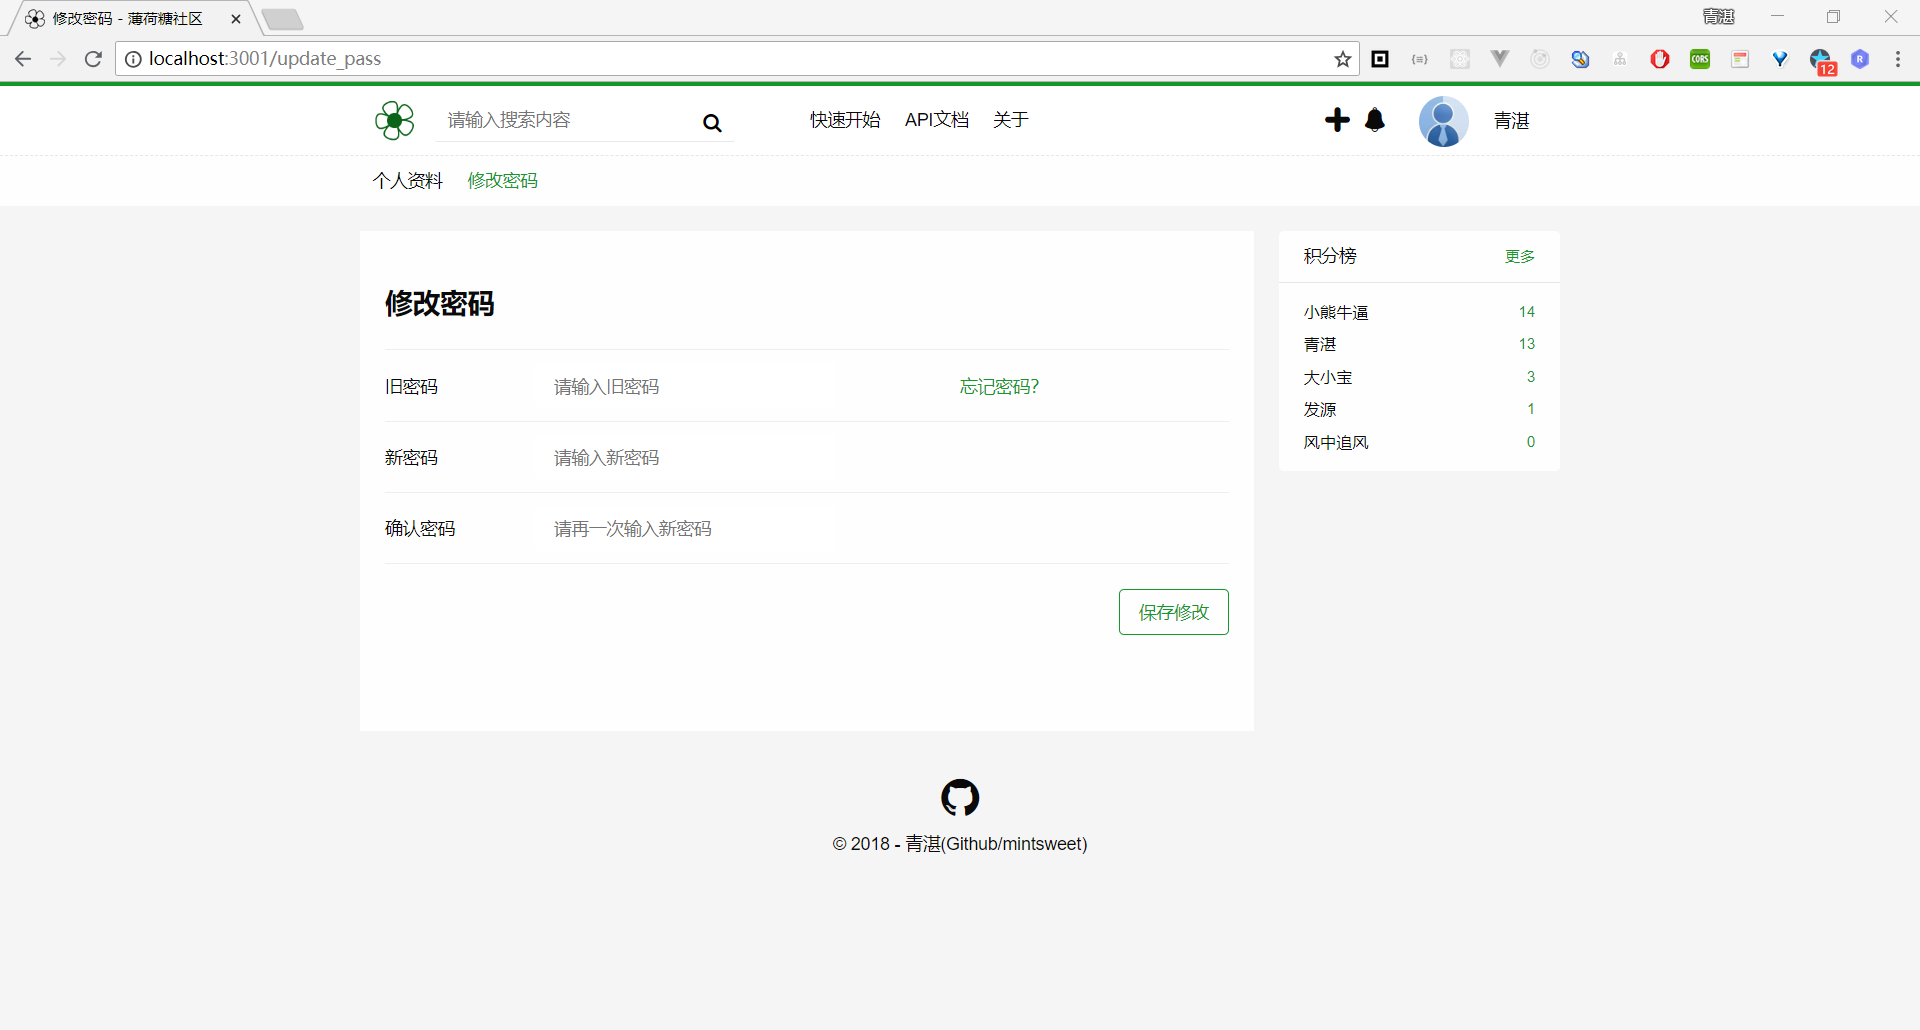 修改密码 - 薄荷糖社区
青湛
localhost:3001/update_pass
{≡}
CORS
12
R
请输入搜索内容
快速开始 API文档 关于
青湛
个人资料 修改密码
修改密码
旧密码 请输入旧密码 忘记密码?
新密码 请输入新密码
确认密码 请再一次输入新密码
保存修改
积分榜 更多
小熊牛逼 14
青湛 13
大小宝 3
发源 1
风中追风 0
© 2018 - 青湛(Github/mintsweet)